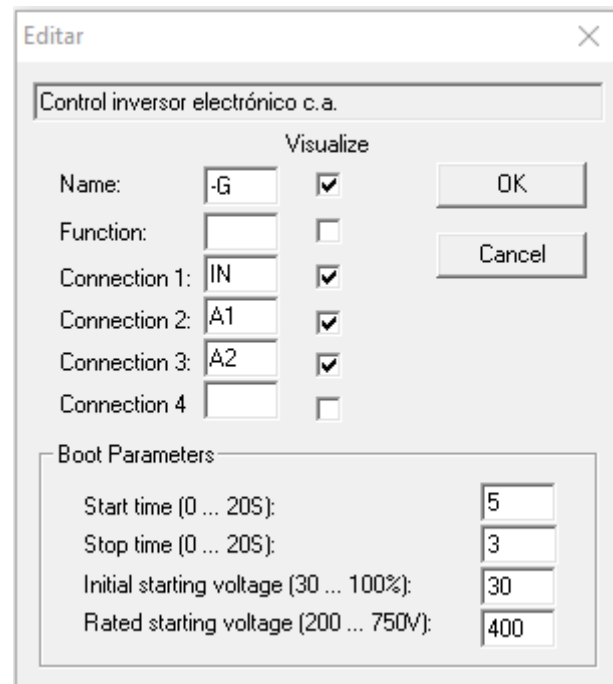 Editar
Control inversor electrónico c.a.
Visualize
Name: -G
OK
Function:
Cancel
Connection 1: IN
Connection 2: A1
Connection 3: A2
Connection 4
Boot Parameters
Start time (0 ... 20S): 5
Stop time (0 ... 20S): 3
Initial starting voltage (30 ... 100%): 30
Rated starting voltage (200 ... 750V): 400